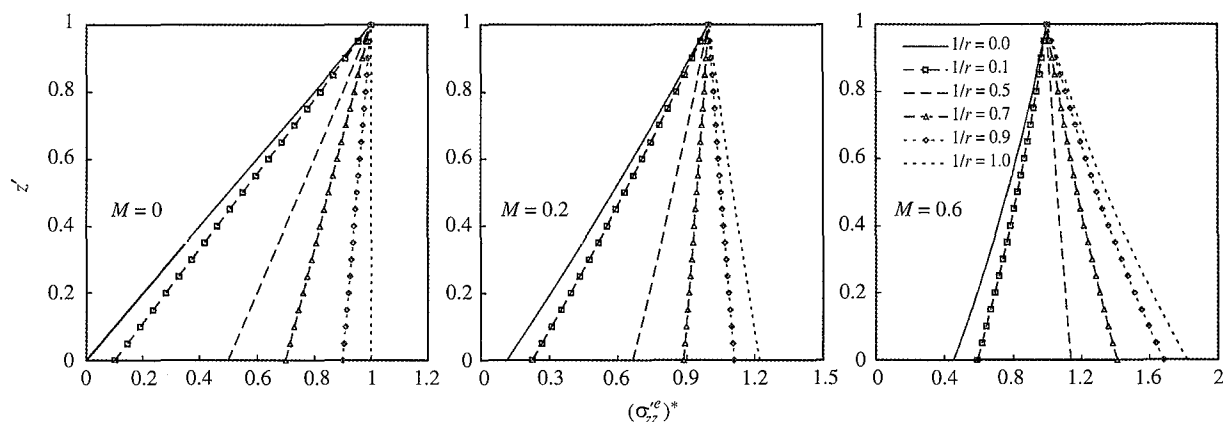 1
0.8
0.6
0.4
0.2
0
z′
M = 0
0 0.2 0.4 0.6 0.8 1 1.2
1
0.8
0.6
0.4
0.2
0
M = 0.2
0 0.3 0.6 0.9 1.2 1.5
1
0.8
0.6
0.4
0.2
0
1/r = 0.0
1/r = 0.1
1/r = 0.5
1/r = 0.7
1/r = 0.9
1/r = 1.0
M = 0.6
0 0.4 0.8 1.2 1.6 2
(σ′ᵉzz)*